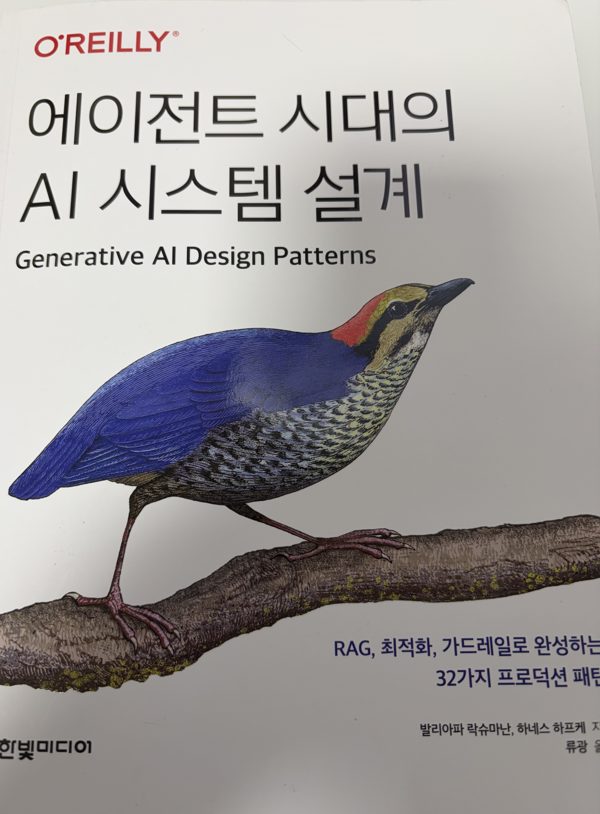 O'REILLY®
에이전트 시대의
AI 시스템 설계
Generative AI Design Patterns
RAG, 최적화, 가드레일로 완성하는
32가지 프로덕션 패턴
발리아파 락슈마난, 하네스 하프케 지
류광
한빛미디어